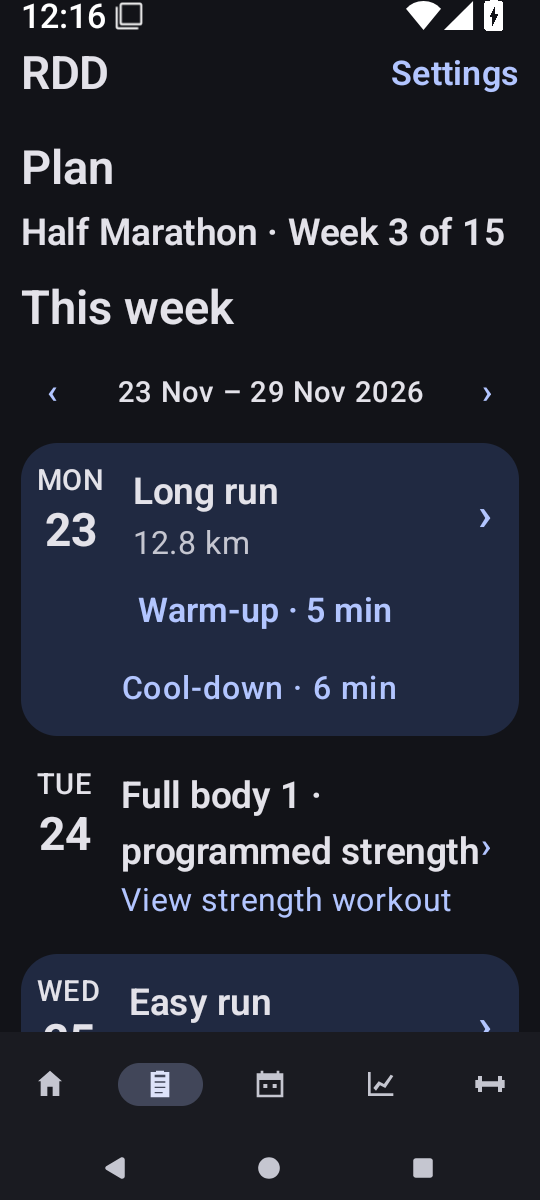 12:16
RDD
Settings
Plan
Half Marathon · Week 3 of 15
This week
‹ 23 Nov – 29 Nov 2026 ›
MON
23
Long run
12.8 km
›
Warm-up · 5 min
Cool-down · 6 min
TUE
24
Full body 1 ·
programmed strength›
View strength workout
WED
Easy run
›